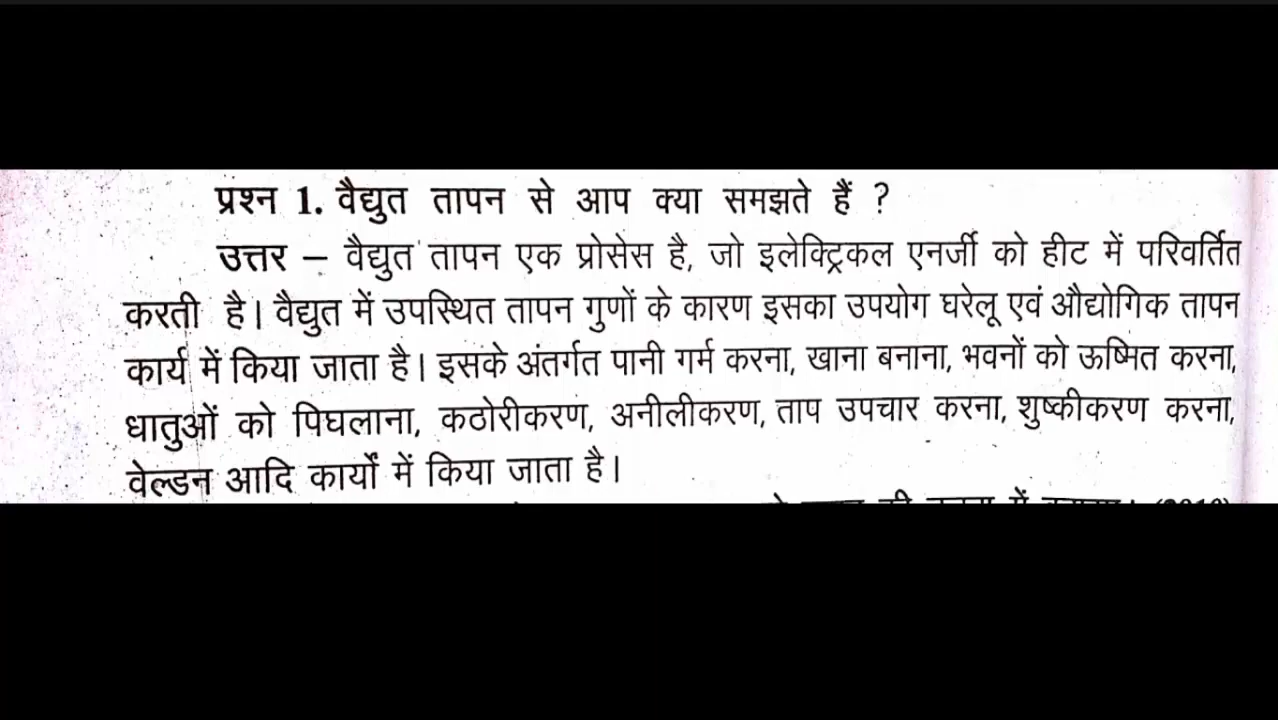 प्रश्न 1. वैद्युत तापन से आप क्या समझते हैं ?
उत्तर – वैद्युत तापन एक प्रोसेस है, जो इलेक्ट्रिकल एनर्जी को हीट में परिवर्तित
करती है। वैद्युत में उपस्थित तापन गुणों के कारण इसका उपयोग घरेलू एवं औद्योगिक तापन
कार्य में किया जाता है। इसके अंतर्गत पानी गर्म करना, खाना बनाना, भवनों को ऊष्मित करना,
धातुओं को पिघलाना, कठोरीकरण, अनीलीकरण, ताप उपचार करना, शुष्कीकरण करना,
वेल्डन आदि कार्यों में किया जाता है।